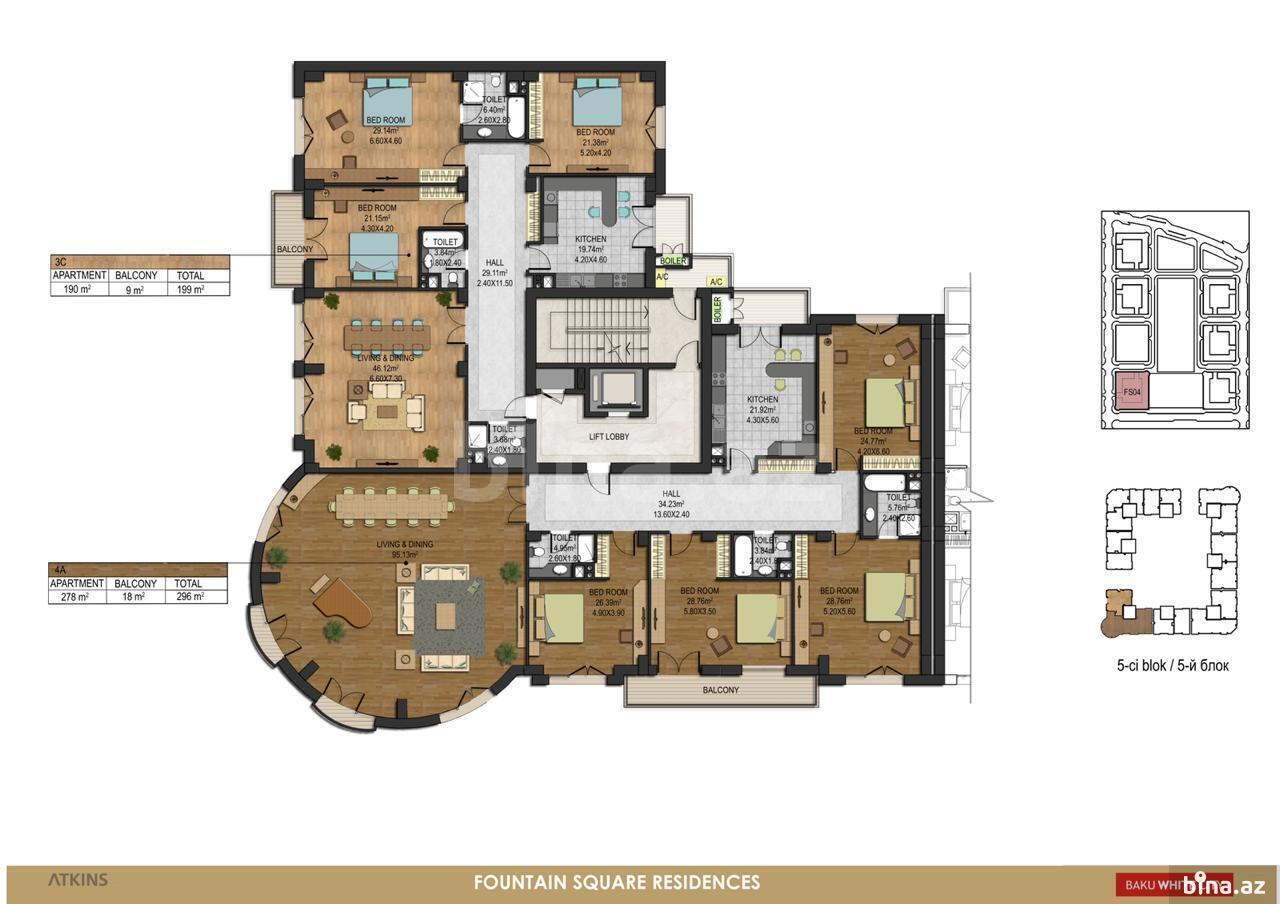 BED ROOM
29.14m²
6.60X4.60
TOILET
6.40m²
2.60X2.80
BED ROOM
21.38m²
5.20x4.20
BED ROOM
21.15m²
4.30X4.20
BALCONY
TOILET
3.84m²
1.80X2.40
HALL
29.11m²
2.40X11.50
KITCHEN
19.74m²
4.20X4.60
BOILER
A/C
A/C
BOILER
3C
APARTMENT BALCONY TOTAL
190 m² 9 m² 199 m²
LIVING & DINING
46.12m²
6.60X7.30
TOILET
3.68m²
2.40X1.80
LIFT LOBBY
KITCHEN
21.92m²
4.30X5.60
BED ROOM
24.77m²
4.20X6.60
HALL
34.23m²
13.60X2.40
TOILET
5.76m²
2.40X2.60
LIVING & DINING
95.13m²
TOILET
4.95m²
2.60X1.80
TOILET
3.84m²
2.40X1.80
4A
APARTMENT BALCONY TOTAL
278 m² 18 m² 296 m²
BED ROOM
26.39m²
4.90X3.90
BED ROOM
28.76m²
5.80X3.50
BED ROOM
28.76m²
5.20X5.60
BALCONY
FS04
5-ci blok / 5-й блок
bina.az
ATKINS
FOUNTAIN SQUARE RESIDENCES
BAKU WHITE CITY
bina.az